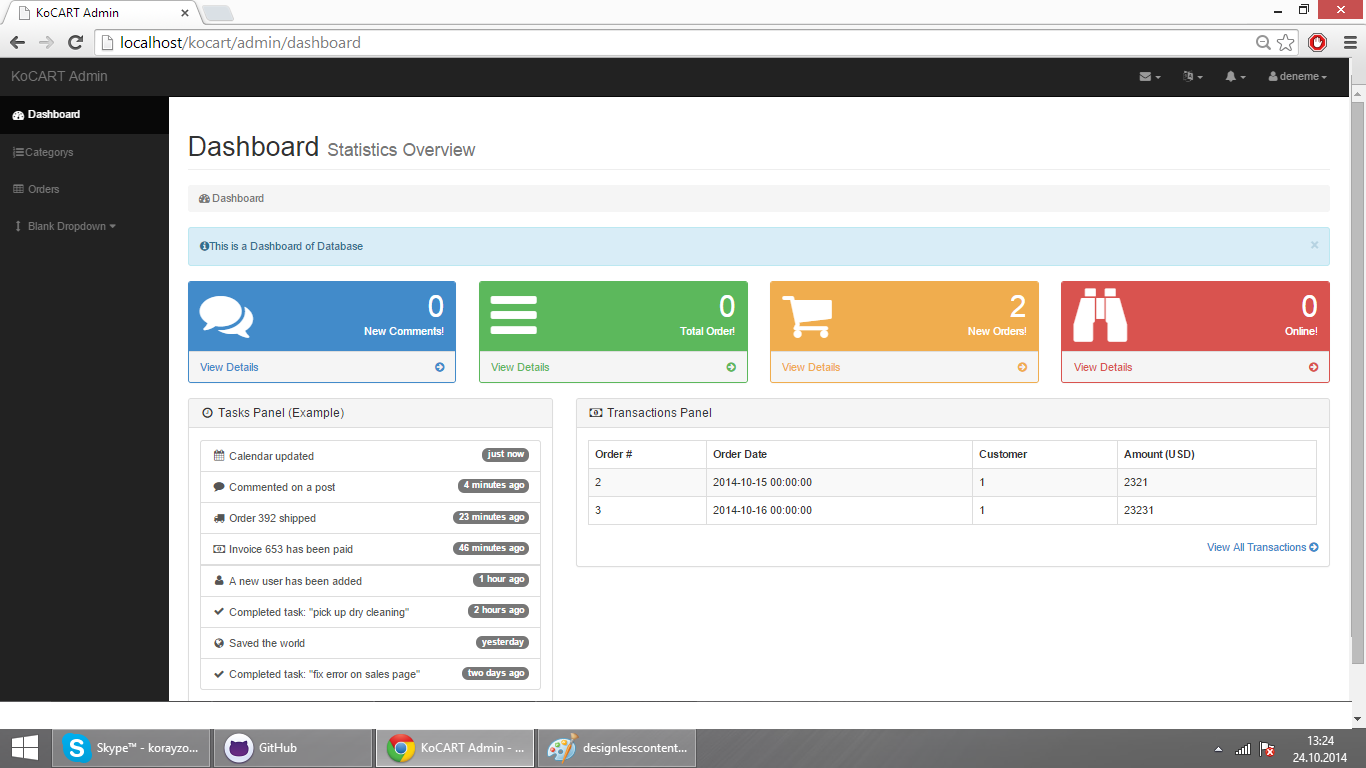 KoCART Admin
localhost/kocart/admin/dashboard
KoCART Admin
deneme
Dashboard
Categorys
Orders
Blank Dropdown
Dashboard Statistics Overview
Dashboard
This is a Dashboard of Database
0
New Comments!
View Details
0
Total Order!
View Details
2
New Orders!
View Details
0
Online!
View Details
Tasks Panel (Example)
Calendar updated just now
Commented on a post 4 minutes ago
Order 392 shipped 23 minutes ago
Invoice 653 has been paid 46 minutes ago
A new user has been added 1 hour ago
Completed task: "pick up dry cleaning" 2 hours ago
Saved the world yesterday
Completed task: "fix error on sales page" two days ago
Transactions Panel
Order # Order Date Customer Amount (USD)
2 2014-10-15 00:00:00 1 2321
3 2014-10-16 00:00:00 1 23231
View All Transactions
Skype™ - korayzo...
GitHub
KoCART Admin - ...
designlesscontent...
13:24
24.10.2014